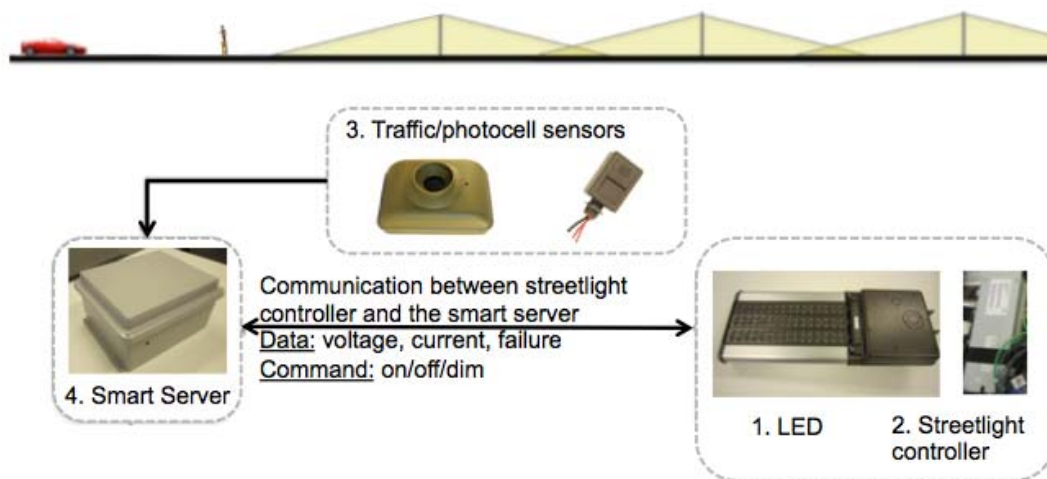 3. Traffic/photocell sensors
Communication between streetlight
controller and the smart server
Data: voltage, current, failure
Command: on/off/dim
4. Smart Server
1. LED
2. Streetlight
controller